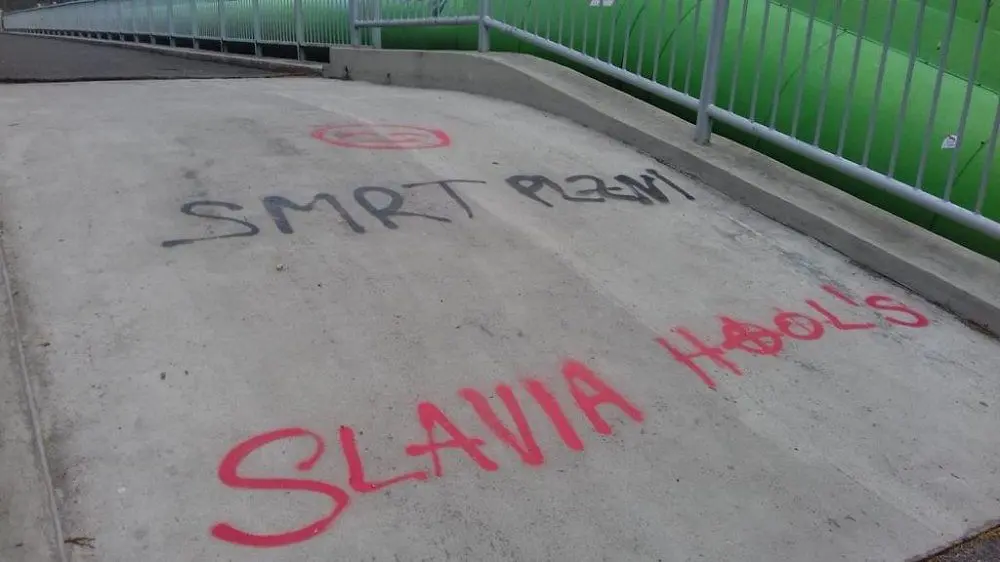 SMRT PLZNI
SLAVIA HOOL'S